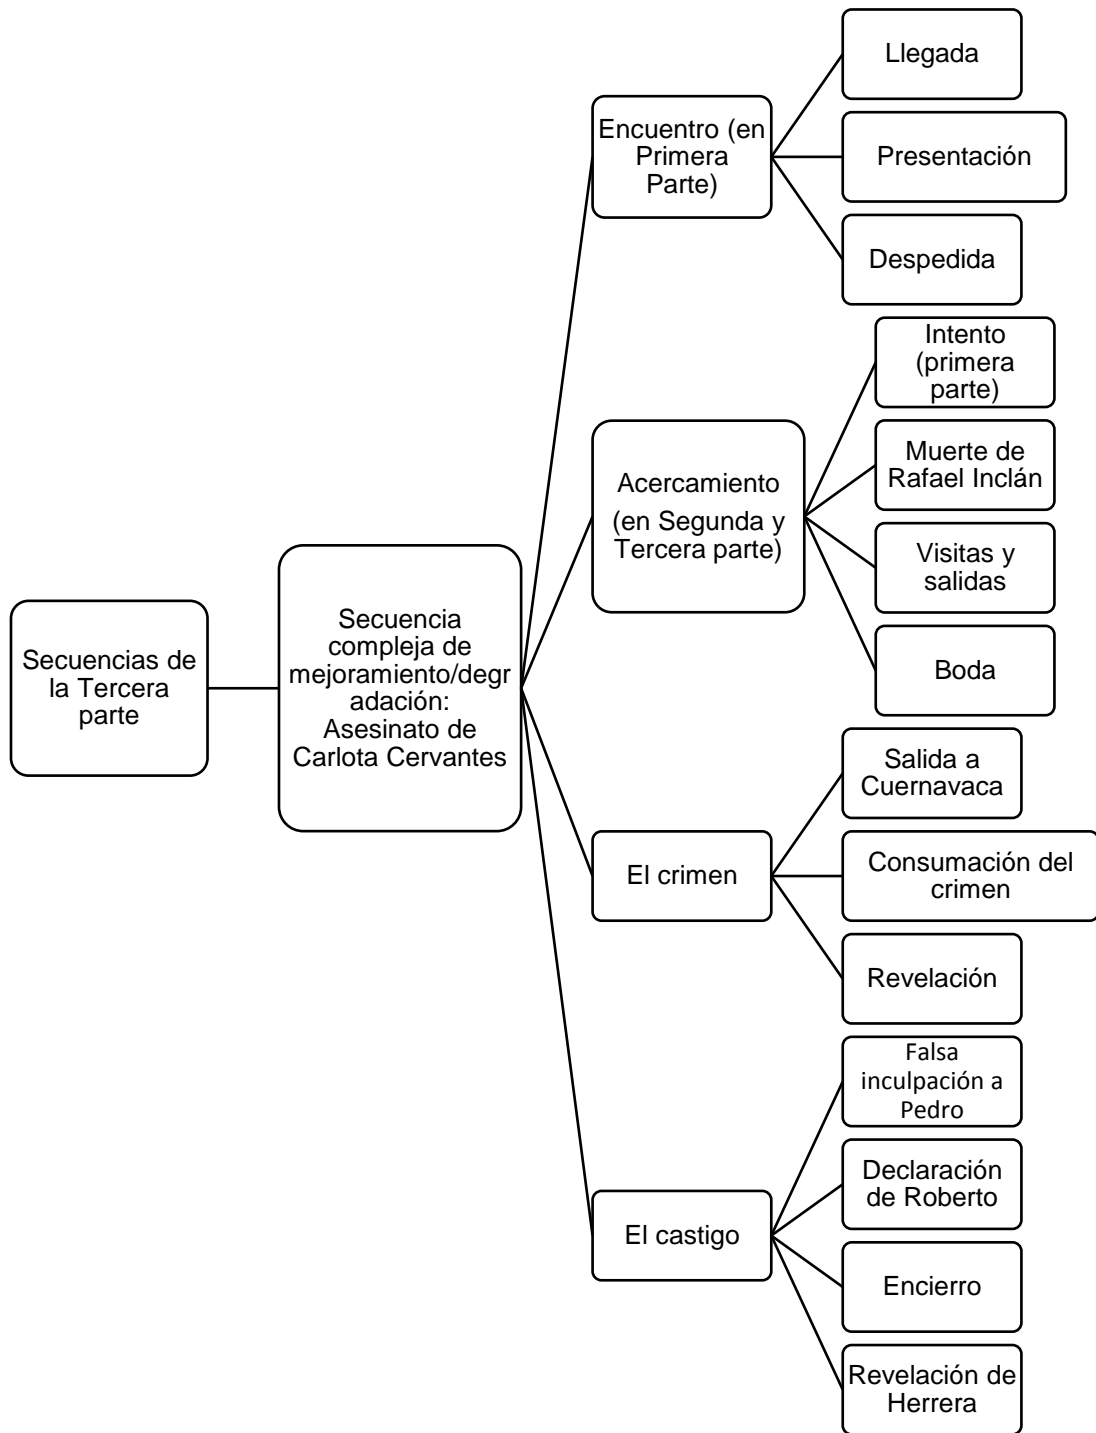 Secuencias de
la Tercera
parte
Secuencia
compleja de
mejoramiento/degr
adación:
Asesinato de
Carlota Cervantes
Encuentro (en
Primera
Parte)
Llegada
Presentación
Despedida
Acercamiento
(en Segunda y
Tercera parte)
Intento
(primera
parte)
Muerte de
Rafael Inclán
Visitas y
salidas
Boda
El crimen
Salida a
Cuernavaca
Consumación del
crimen
Revelación
El castigo
Falsa
inculpación a
Pedro
Declaración
de Roberto
Encierro
Revelación de
Herrera